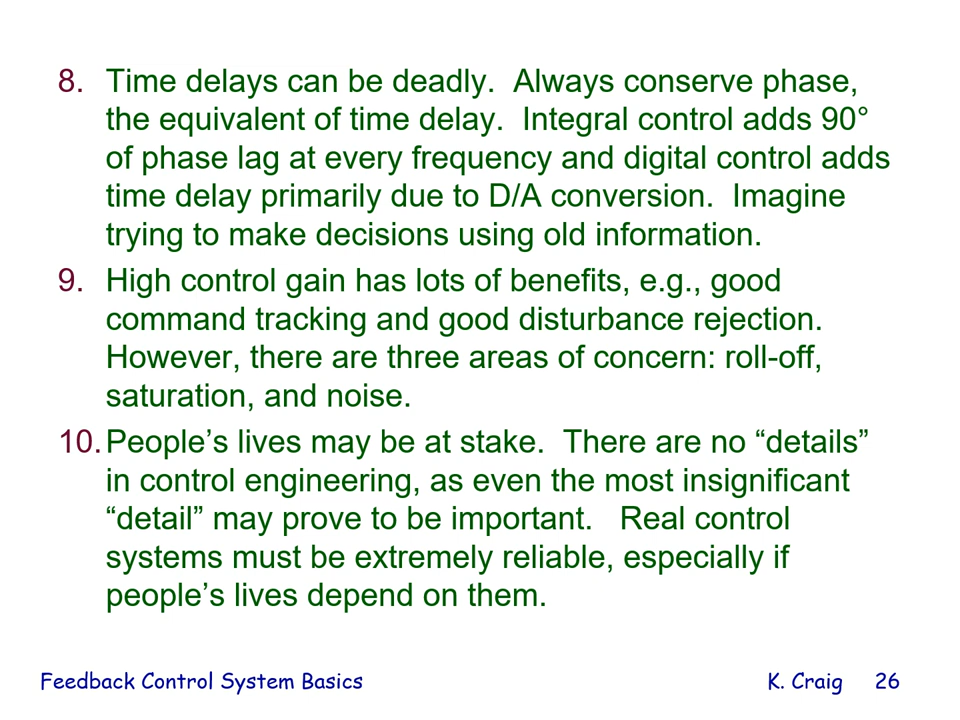 8. Time delays can be deadly.  Always conserve phase,
the equivalent of time delay.  Integral control adds 90°
of phase lag at every frequency and digital control adds
time delay primarily due to D/A conversion.  Imagine
trying to make decisions using old information.
9. High control gain has lots of benefits, e.g., good
command tracking and good disturbance rejection.
However, there are three areas of concern: roll-off,
saturation, and noise.
10. People’s lives may be at stake.  There are no “details”
in control engineering, as even the most insignificant
“detail” may prove to be important.   Real control
systems must be extremely reliable, especially if
people’s lives depend on them.
Feedback Control System Basics K. Craig 26